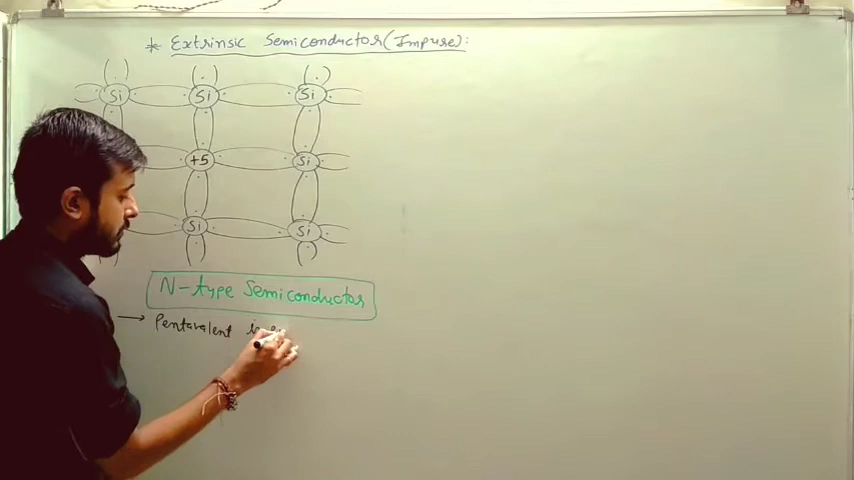 * Extrinsic Semiconductor(Impure):
Si Si Si
+5 Si
Si Si
N-type Semiconductor
→ Pentavalent